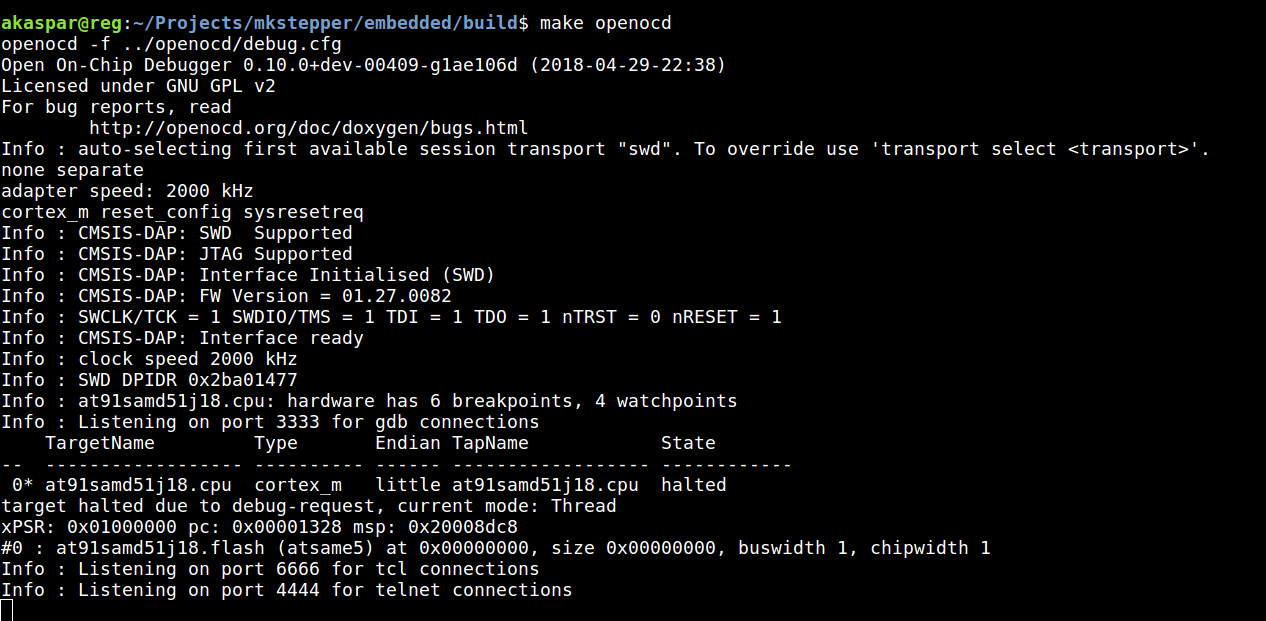 akaspar@reg:~/Projects/mkstepper/embedded/build$ make openocd
openocd -f ../openocd/debug.cfg
Open On-Chip Debugger 0.10.0+dev-00409-g1ae106d (2018-04-29-22:38)
Licensed under GNU GPL v2
For bug reports, read
        http://openocd.org/doc/doxygen/bugs.html
Info : auto-selecting first available session transport "swd". To override use 'transport select <transport>'.
none separate
adapter speed: 2000 kHz
cortex_m reset_config sysresetreq
Info : CMSIS-DAP: SWD  Supported
Info : CMSIS-DAP: JTAG Supported
Info : CMSIS-DAP: Interface Initialised (SWD)
Info : CMSIS-DAP: FW Version = 01.27.0082
Info : SWCLK/TCK = 1 SWDIO/TMS = 1 TDI = 1 TDO = 1 nTRST = 0 nRESET = 1
Info : CMSIS-DAP: Interface ready
Info : clock speed 2000 kHz
Info : SWD DPIDR 0x2ba01477
Info : at91samd51j18.cpu: hardware has 6 breakpoints, 4 watchpoints
Info : Listening on port 3333 for gdb connections
    TargetName         Type       Endian TapName            State
--  ------------------ ---------- ------ ------------------ ------------
 0* at91samd51j18.cpu  cortex_m   little at91samd51j18.cpu  halted
target halted due to debug-request, current mode: Thread
xPSR: 0x01000000 pc: 0x00001328 msp: 0x20008dc8
#0 : at91samd51j18.flash (atsame5) at 0x00000000, size 0x00000000, buswidth 1, chipwidth 1
Info : Listening on port 6666 for tcl connections
Info : Listening on port 4444 for telnet connections